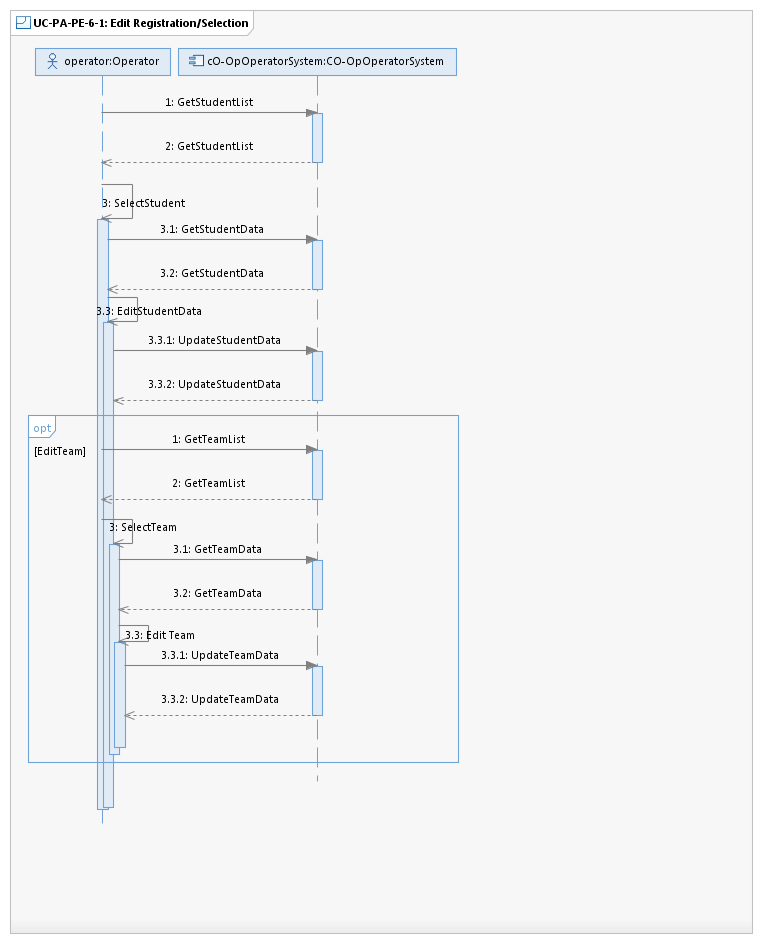 UC-PA-PE-6-1: Edit Registration/Selection
operator:Operator
cO-OpOperatorSystem:CO-OpOperatorSystem
1: GetStudentList
2: GetStudentList
3: SelectStudent
3.1: GetStudentData
3.2: GetStudentData
3.3: EditStudentData
3.3.1: UpdateStudentData
3.3.2: UpdateStudentData
opt
1: GetTeamList
[EditTeam]
2: GetTeamList
3: SelectTeam
3.1: GetTeamData
3.2: GetTeamData
3.3: Edit Team
3.3.1: UpdateTeamData
3.3.2: UpdateTeamData